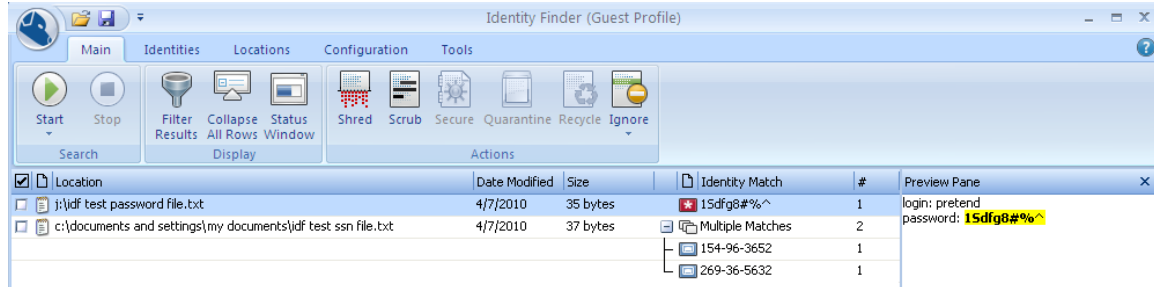 Identity Finder (Guest Profile)
Main Identities Locations Configuration Tools
Start Stop Filter Results Collapse All Rows Status Window Shred Scrub Secure Quarantine Recycle Ignore
Search Display Actions
Location Date Modified Size Identity Match # Preview Pane
j:\idf test password file.txt 4/7/2010 35 bytes 1Sdfg8#%^ 1 login: pretend
password: 1Sdfg8#%^
c:\documents and settings\my documents\idf test ssn file.txt 4/7/2010 37 bytes Multiple Matches 2
154-96-3652 1
269-36-5632 1